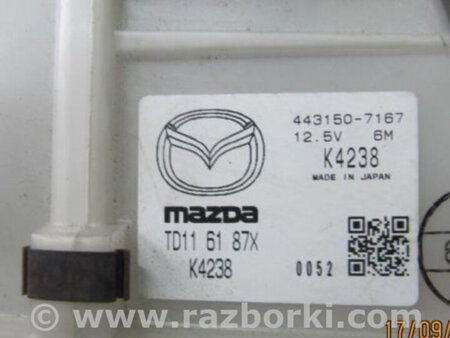 443150-7167
12.5V 6M
K4238
MADE IN JAPAN
mazda
TD11 61 87X
K4238
0052
8
www.razborki.com
17/09/